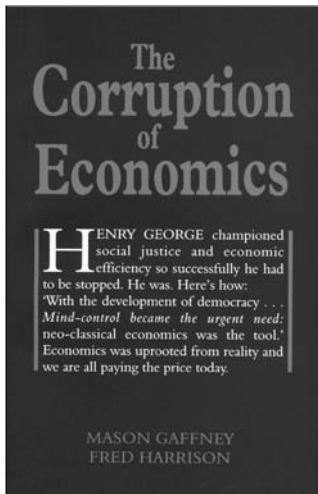 The
Corruption
of
Economics
HENRY GEORGE championed
social justice and economic
efficiency so successfully he had
to be stopped. He was. Here's how:
'With the development of democracy . . .
Mind-control became the urgent need:
neo-classical economics was the tool.'
Economics was uprooted from reality and
we are all paying the price today.
MASON GAFFNEY
FRED HARRISON